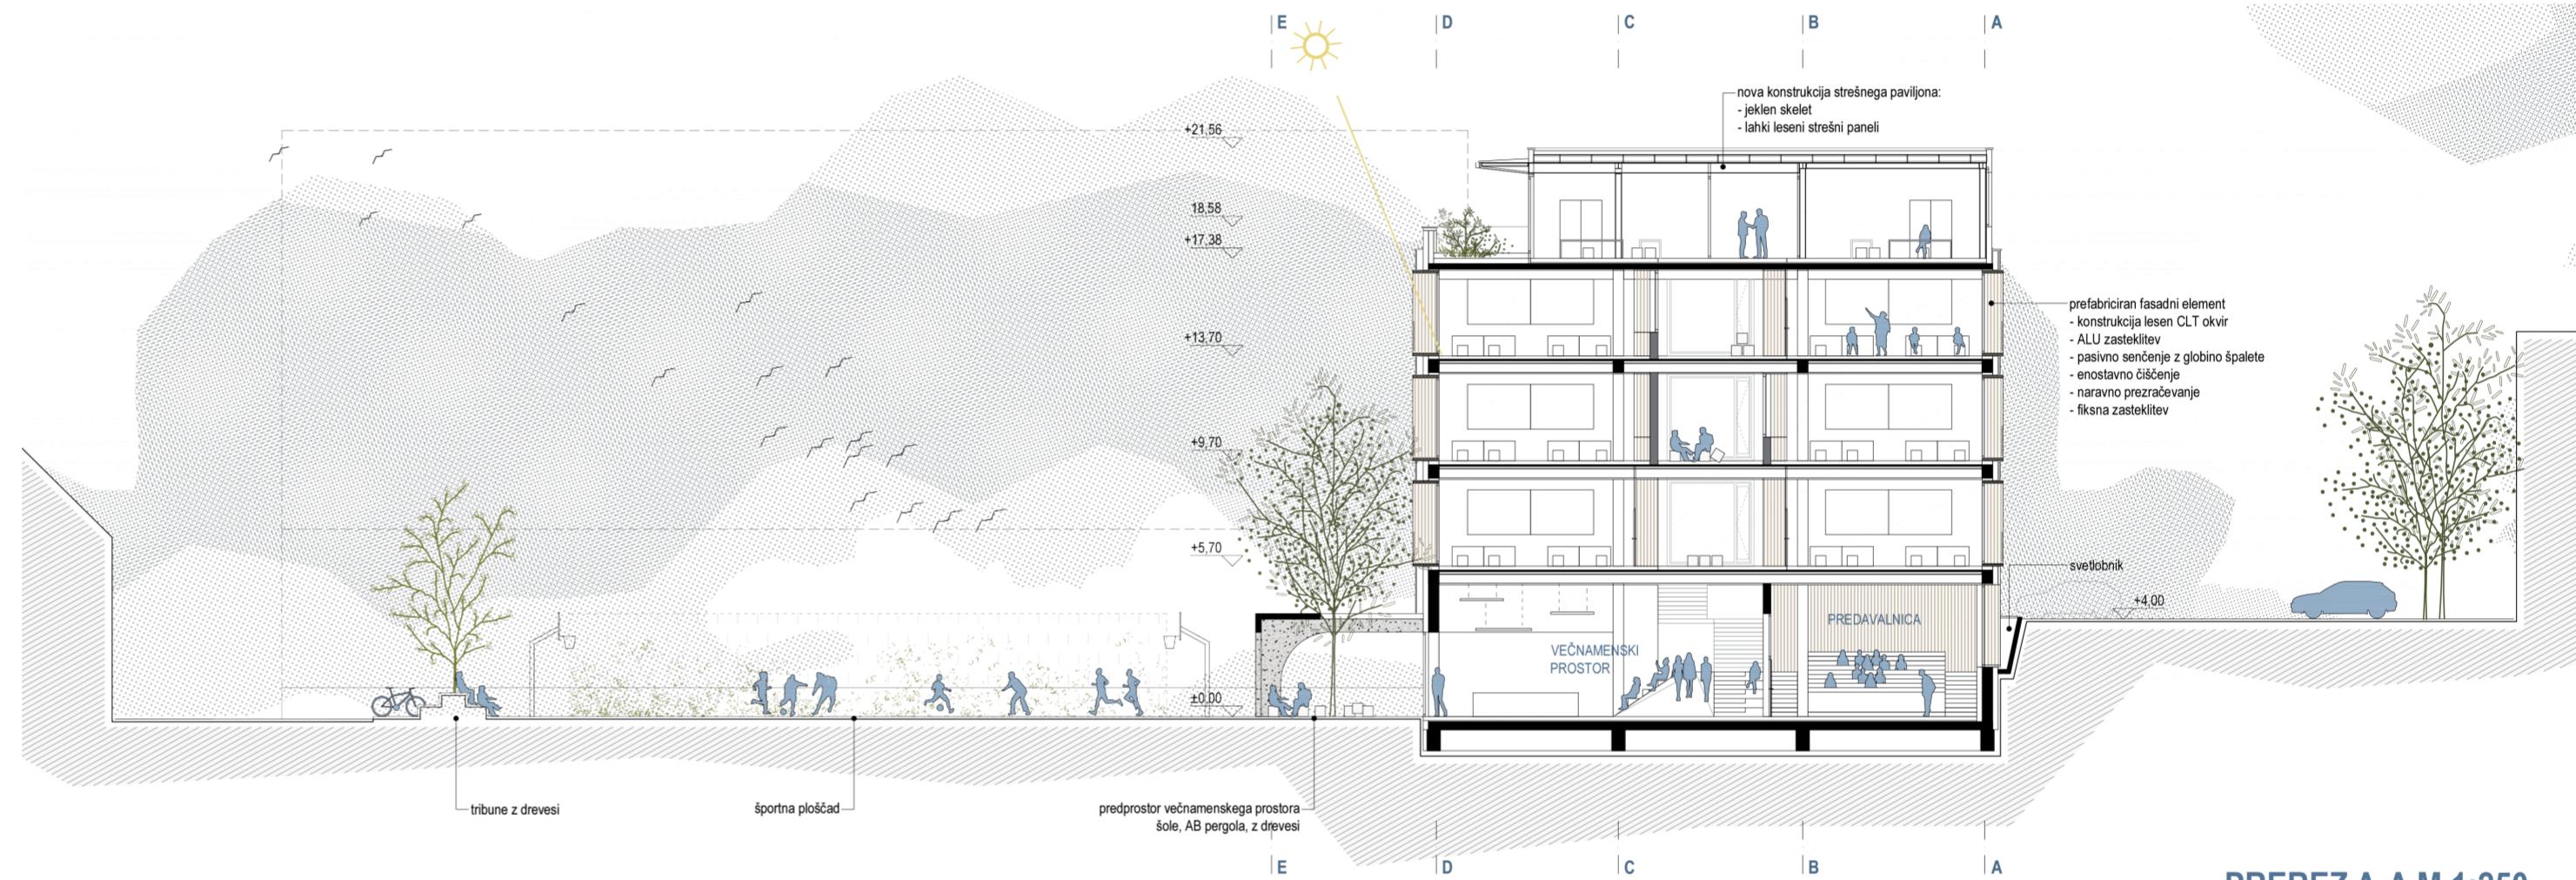 E
D
C
B
A
nova konstrukcija strešnega paviljona:
- jeklen skelet
- lahki leseni strešni paneli
+21,56
18,58
+17,38
+13,70
+9,70
+5,70
±0,00
prefabriciran fasadni element
- konstrukcija lesen CLT okvir
- ALU zasteklitev
- pasivno senčenje z globino špalete
- enostavno čiščenje
- naravno prezračevanje
- fiksna zasteklitev
svetlobnik
+4,00
PREDAVALNICA
VEČNAMENSKI
PROSTOR
tribune z drevesi
športna ploščad
predprostor večnamenskega prostora
šole, AB pergola, z drevesi
E
D
C
B
A
PREREZ A-A M 1:250